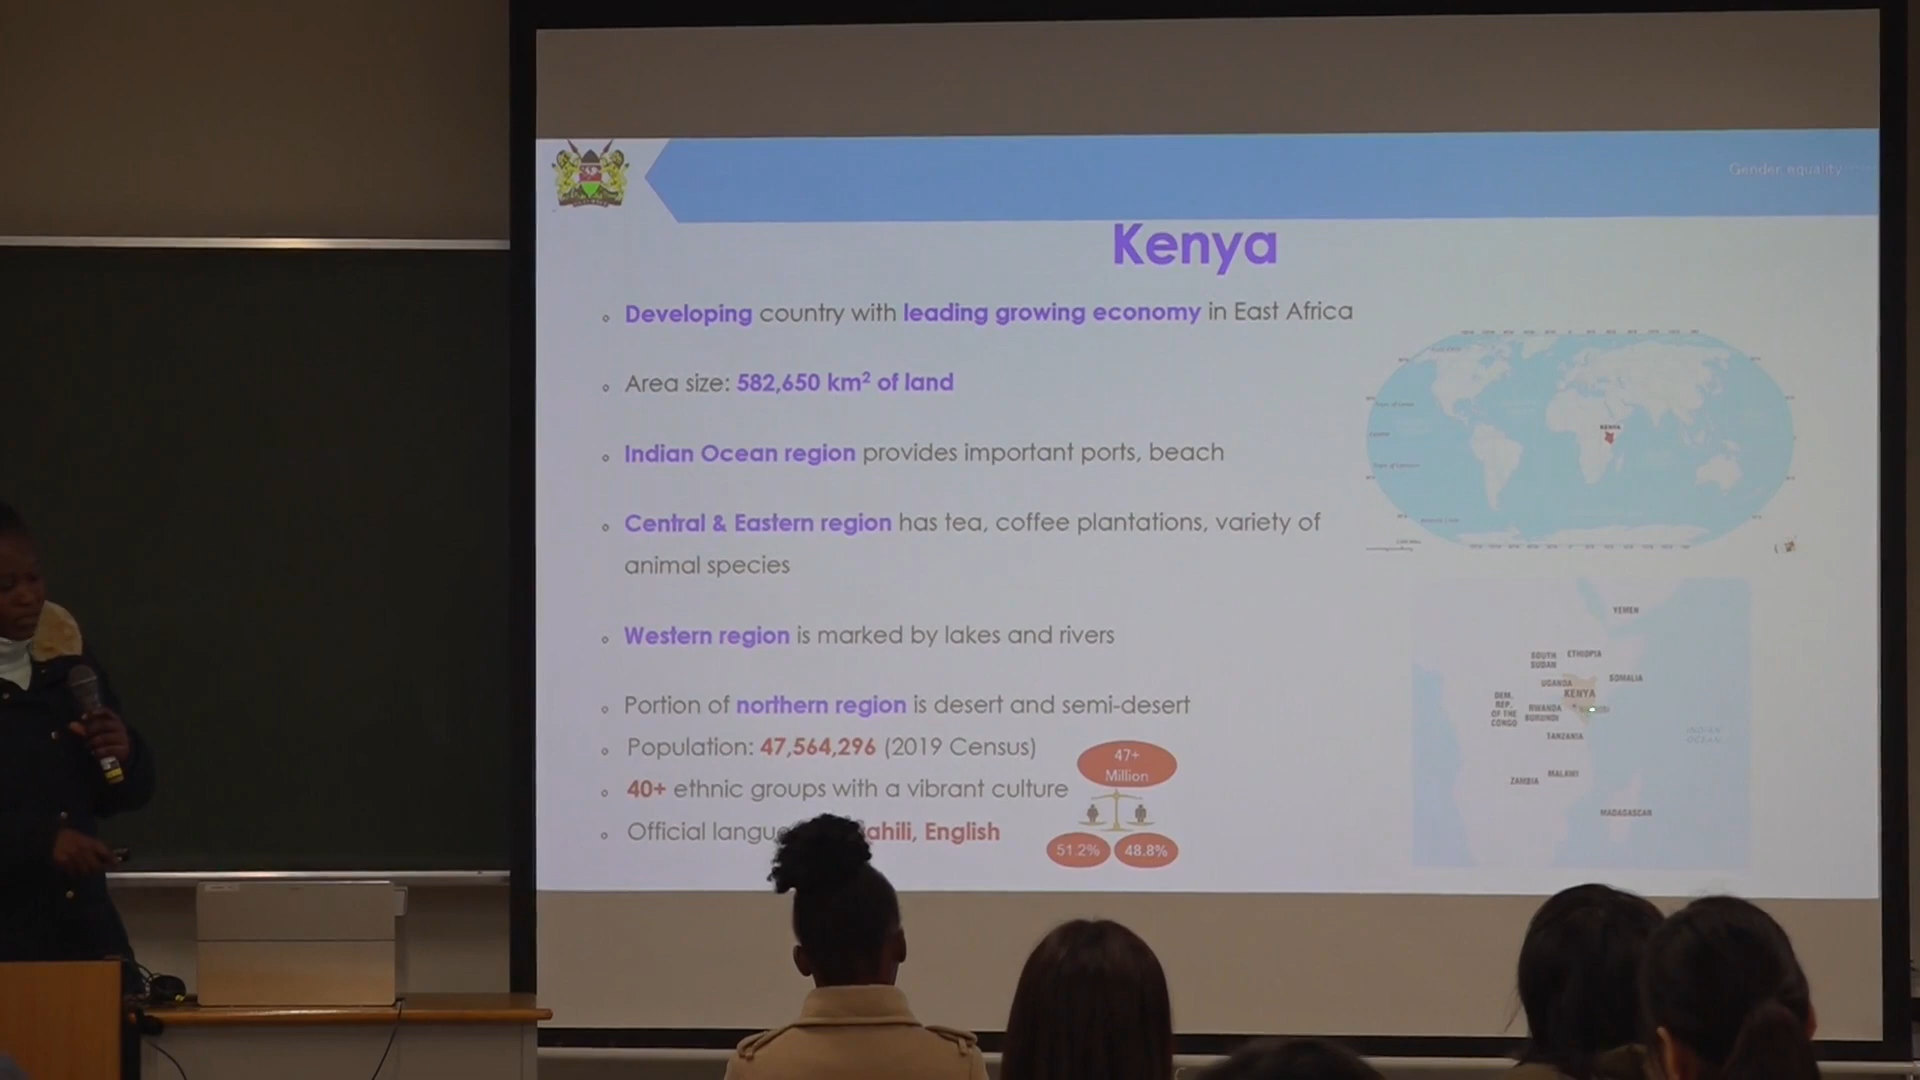 Gender equality
Kenya
Developing country with leading growing economy in East Africa
Area size: 582,650 km² of land
Indian Ocean region provides important ports, beach
Central & Eastern region has tea, coffee plantations, variety of
animal species
Western region is marked by lakes and rivers
Portion of northern region is desert and semi-desert
Population: 47,564,296 (2019 Census)
40+ ethnic groups with a vibrant culture
Official langu ahili, English
47+
Million
51.2% 48.8%
KENYA
YEMEN
SOUTH
SUDAN
ETHIOPIA
SOMALIA
UGANDA
KENYA
DEM.
REP.
OF THE
CONGO
RWANDA
BURUNDI
TANZANIA
INDIAN
OCEAN
MALAWI
ZAMBIA
MADAGASCAR